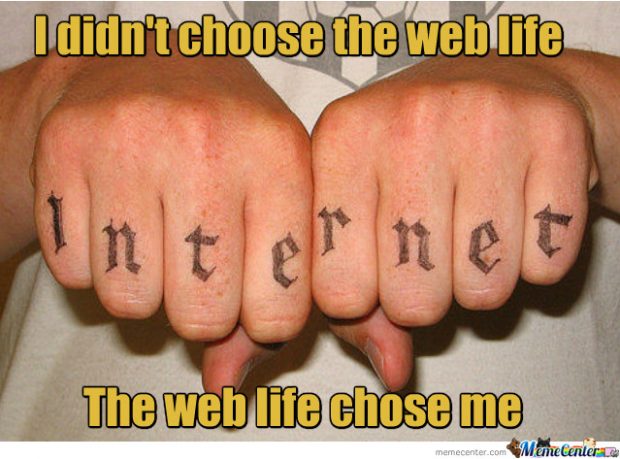 I didn't choose the web life
Internet
The web life chose me
memecenter.com MemeCenter